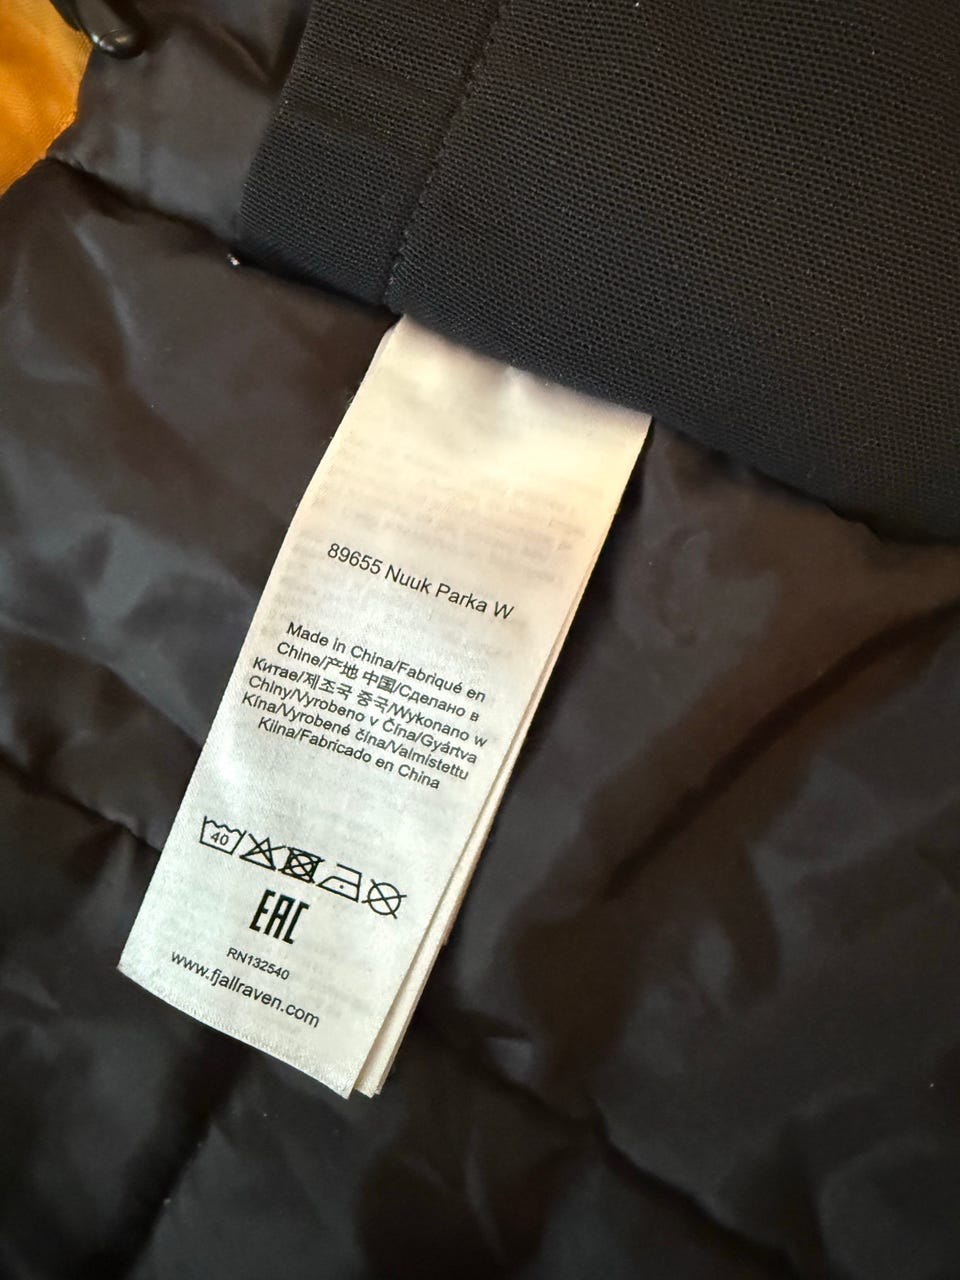 89655 Nuuk Parka W
Made in China/Fabriqué en
Chine/产地 中国/Сделано в
Китае/제조국 중국/Wykonano w
Chiny/Vyrobeno v Čína/Gyártva
Kína/Vyrobené čína/Valmistettu
Kiina/Fabricado en China
40
EAC
RN132540
www.fjallraven.com